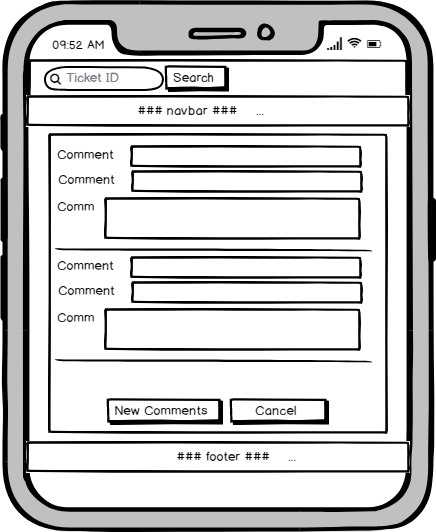 09:52 AM
Ticket ID Search
### navbar ### ...
Comment
Comment
Comm
Comment
Comment
Comm
New Comments Cancel
### footer ### ...